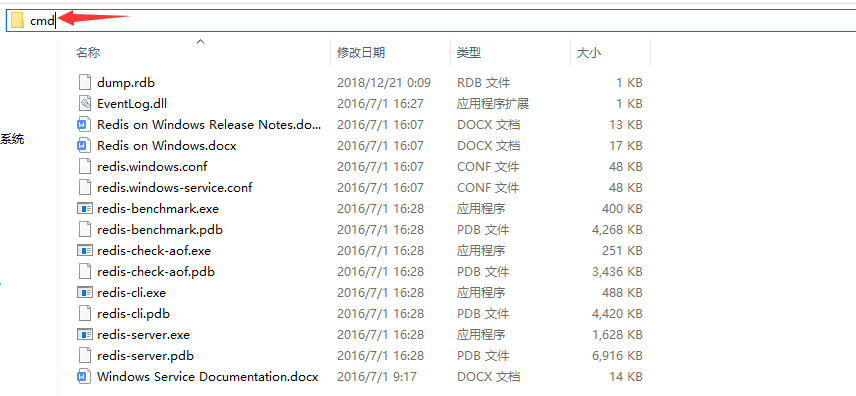 cmd
名称 修改日期 类型 大小
dump.rdb 2018/12/21 0:09 RDB 文件 1 KB
EventLog.dll 2016/7/1 16:27 应用程序扩展 1 KB
Redis on Windows Release Notes.do... 2016/7/1 16:07 DOCX 文档 13 KB
系统
Redis on Windows.docx 2016/7/1 16:07 DOCX 文档 17 KB
redis.windows.conf 2016/7/1 16:07 CONF 文件 48 KB
redis.windows-service.conf 2016/7/1 16:07 CONF 文件 48 KB
redis-benchmark.exe 2016/7/1 16:28 应用程序 400 KB
redis-benchmark.pdb 2016/7/1 16:28 PDB 文件 4,268 KB
redis-check-aof.exe 2016/7/1 16:28 应用程序 251 KB
redis-check-aof.pdb 2016/7/1 16:28 PDB 文件 3,436 KB
redis-cli.exe 2016/7/1 16:28 应用程序 488 KB
redis-cli.pdb 2016/7/1 16:28 PDB 文件 4,420 KB
redis-server.exe 2016/7/1 16:28 应用程序 1,628 KB
redis-server.pdb 2016/7/1 16:28 PDB 文件 6,916 KB
Windows Service Documentation.docx 2016/7/1 9:17 DOCX 文档 14 KB